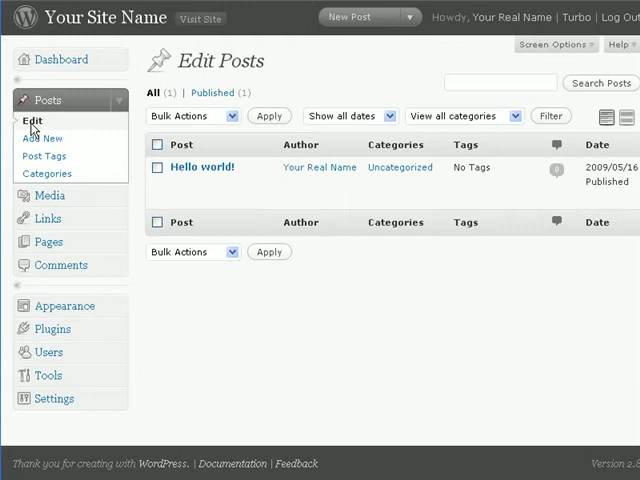 Your Site Name Visit Site New Post Howdy, Your Real Name | Turbo | Log Out
Screen Options Help
Dashboard
Edit Posts
All (1) | Published (1)
Search Posts
Posts
Bulk Actions Apply Show all dates View all categories Filter
Edit
Add New
Post Tags
Categories
Post Author Categories Tags Date
Hello world! Your Real Name Uncategorized No Tags 0 2009/05/16
Published
Media
Links
Post Author Categories Tags Date
Pages
Bulk Actions Apply
Comments
Appearance
Plugins
Users
Tools
Settings
Thank you for creating with WordPress. | Documentation | Feedback
Version 2.8